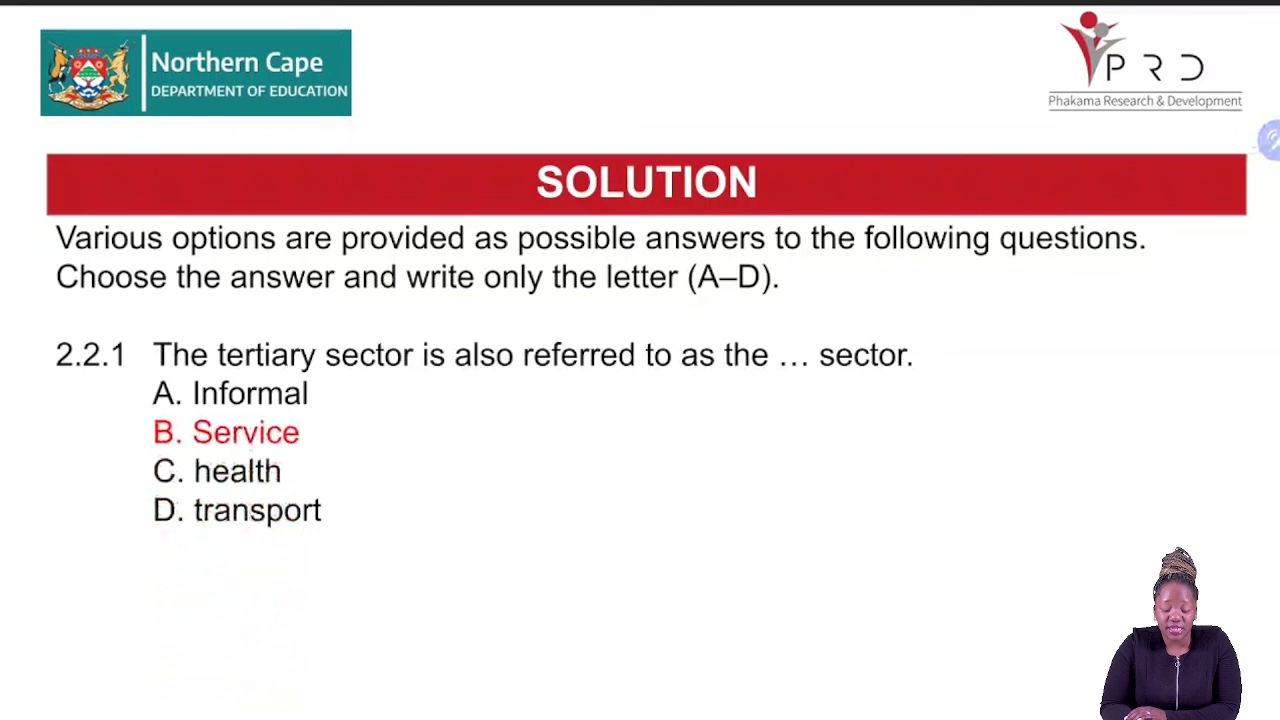 Northern Cape
DEPARTMENT OF EDUCATION
P R D
Phakama Research & Development
SOLUTION
Various options are provided as possible answers to the following questions.
Choose the answer and write only the letter (A–D).
2.2.1 The tertiary sector is also referred to as the … sector.
A. Informal
B. Service
C. health
D. transport